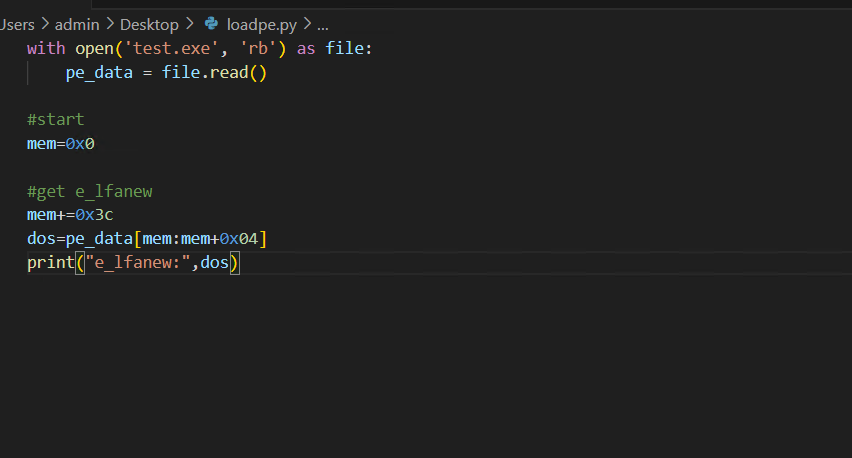 Users > admin > Desktop > loadpe.py > ...
with open('test.exe', 'rb') as file:
    pe_data = file.read()
#start
mem=0x0
#get e_lfanew
mem+=0x3c
dos=pe_data[mem:mem+0x04]
print("e_lfanew:",dos)